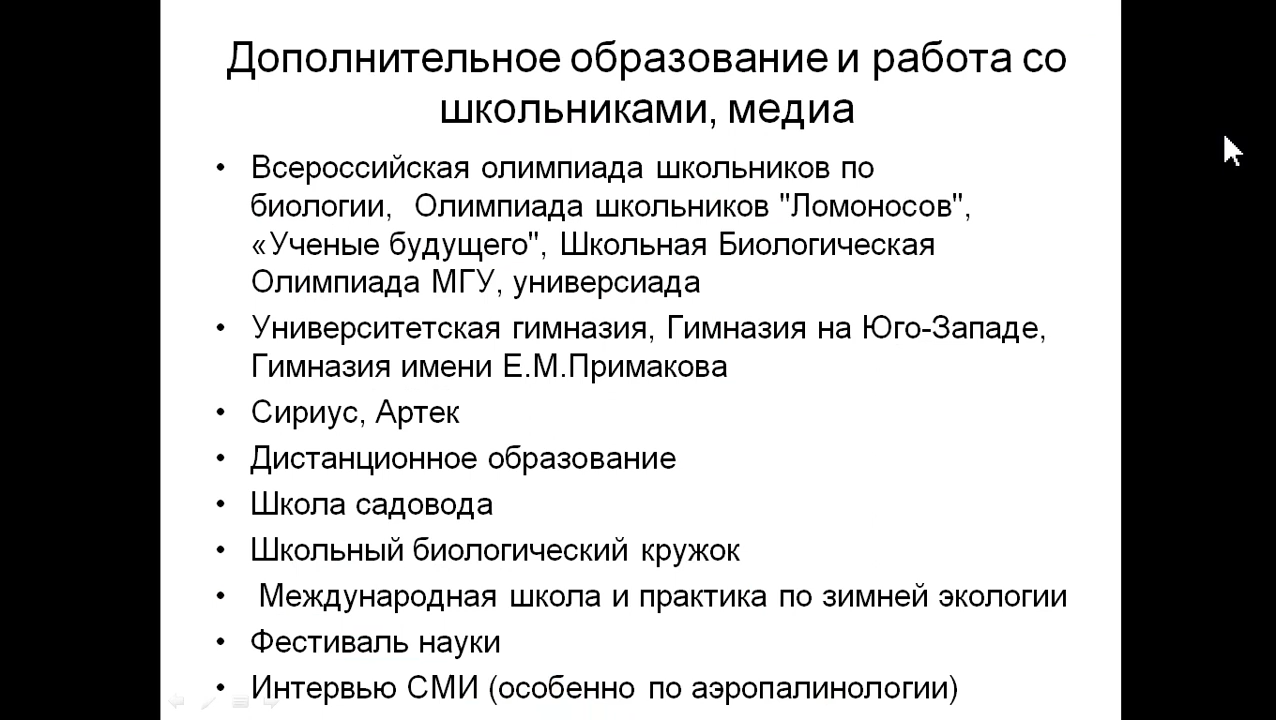 Дополнительное образование и работа со
школьниками, медиа
• Всероссийская олимпиада школьников по
биологии, Олимпиада школьников "Ломоносов",
«Ученые будущего", Школьная Биологическая
Олимпиада МГУ, универсиада
• Университетская гимназия, Гимназия на Юго-Западе,
Гимназия имени Е.М.Примакова
• Сириус, Артек
• Дистанционное образование
• Школа садовода
• Школьный биологический кружок
• Международная школа и практика по зимней экологии
• Фестиваль науки
• Интервью СМИ (особенно по аэропалинологии)